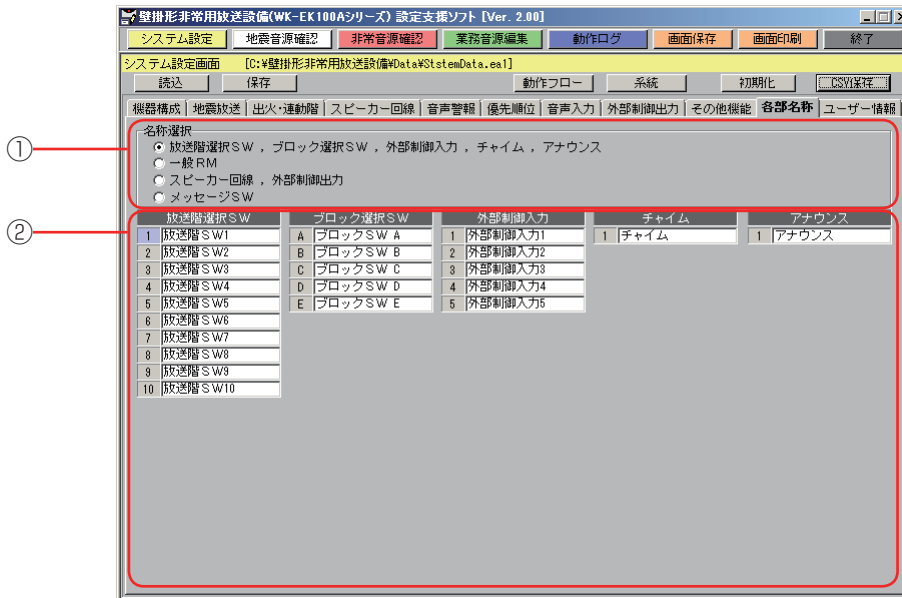 壁掛形非常用放送設備(WK-EK100Aシリーズ) 設定支援ソフト [Ver. 2.00]
システム設定 地震音源確認 非常音源確認 業務音源編集 動作ログ 画面保存 画面印刷 終了
システム設定画面 [C:¥壁掛形非常用放送設備¥Data¥StstemData.ea1]
読込 保存 動作フロー 系統 初期化 CSV保存
機器構成 地震放送 出火・連動階 スピーカー回線 音声警報 優先順位 音声入力 外部制御出力 その他機能 各部名称 ユーザー情報
① 名称選択
放送階選択SW , ブロック選択SW , 外部制御入力 , チャイム , アナウンス
一般RM
スピーカー回線 , 外部制御出力
メッセージSW
② 放送階選択SW ブロック選択SW 外部制御入力 チャイム アナウンス
1 放送階SW1 A ブロックSW A 1 外部制御入力1 1 チャイム 1 アナウンス
2 放送階SW2 B ブロックSW B 2 外部制御入力2
3 放送階SW3 C ブロックSW C 3 外部制御入力3
4 放送階SW4 D ブロックSW D 4 外部制御入力4
5 放送階SW5 E ブロックSW E 5 外部制御入力5
6 放送階SW6
7 放送階SW7
8 放送階SW8
9 放送階SW9
10 放送階SW10